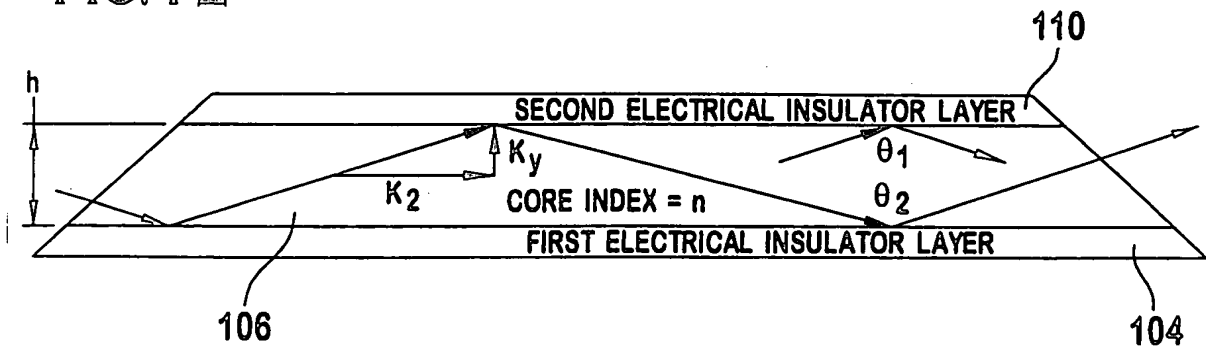 110
h
SECOND ELECTRICAL INSULATOR LAYER
Ky
θ1
K2
CORE INDEX = n
θ2
FIRST ELECTRICAL INSULATOR LAYER
106
104